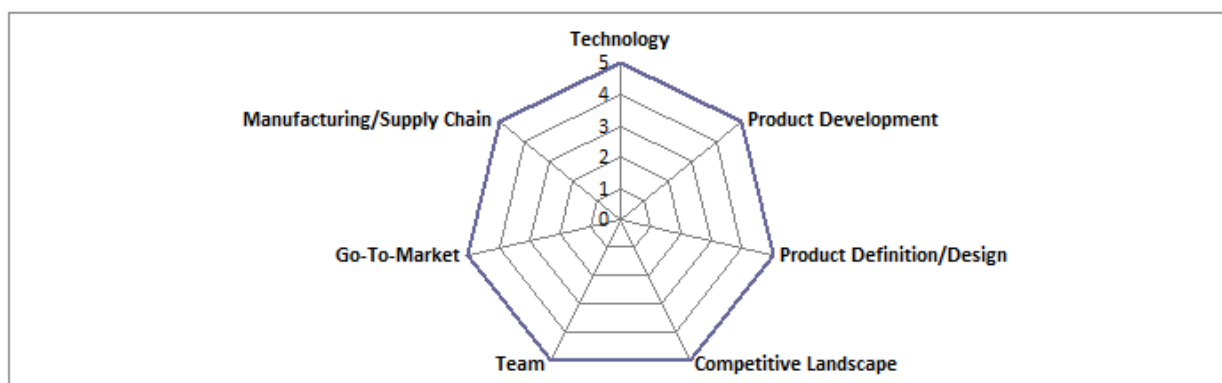 Technology
5
4
3
2
1
0
Manufacturing/Supply Chain
Product Development
Go-To-Market
Product Definition/Design
Team
Competitive Landscape